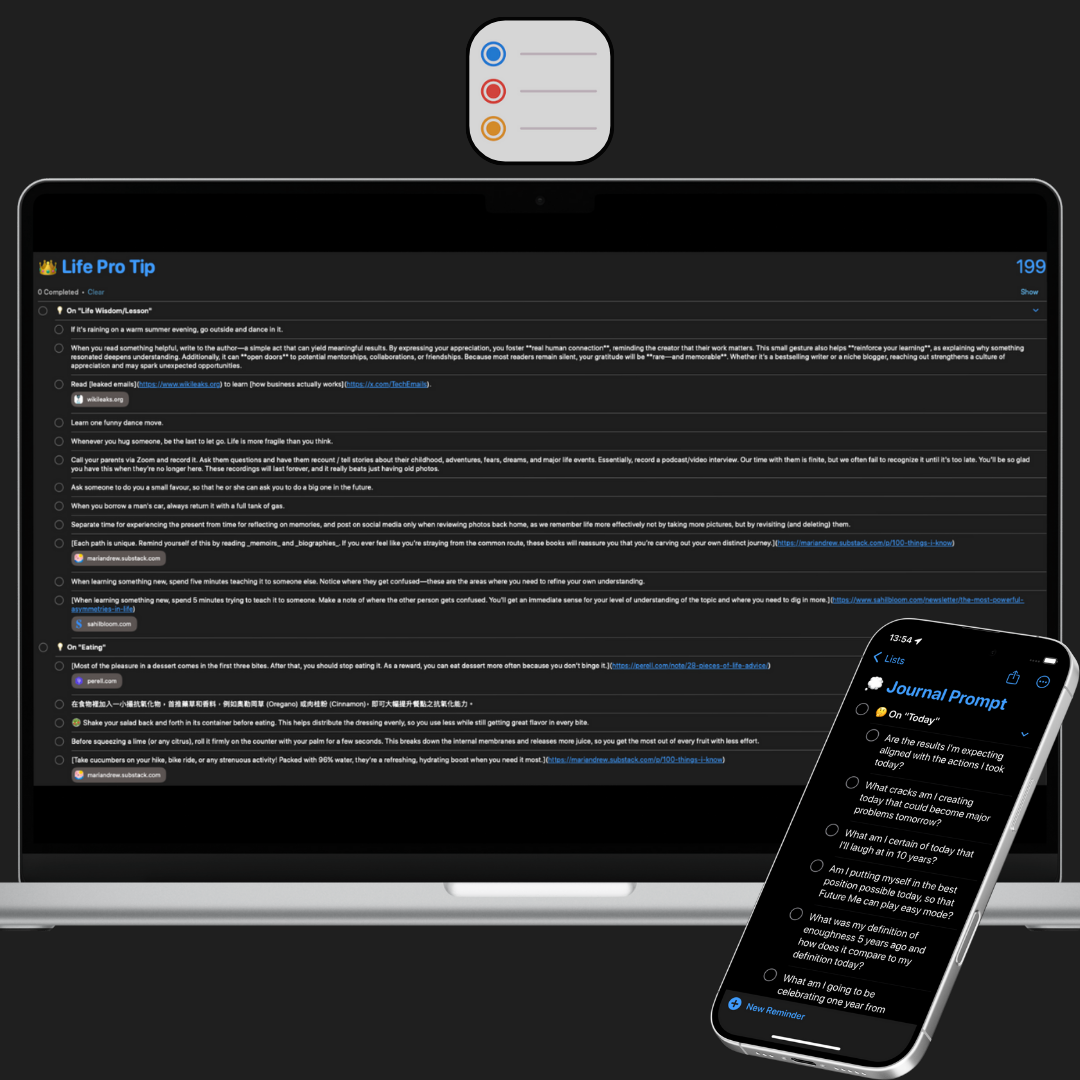 👑 Life Pro Tip
199
0 Completed • Clear
Show
💡 On "Life Wisdom/Lesson"
If it's raining on a warm summer evening, go outside and dance in it.
When you read something helpful, write to the author—a simple act that can yield meaningful results. By expressing your appreciation, you foster **real human connection**, reminding the creator that their work matters. This small gesture also helps **reinforce your learning**, as explaining why something
resonated deepens understanding. Additionally, it can **open doors** to potential mentorships, collaborations, or friendships. Because most readers remain silent, your gratitude will be **rare—and memorable**. Whether it's a bestselling writer or a niche blogger, reaching out strengthens a culture of
appreciation and may spark unexpected opportunities.
Read [leaked emails](https://www.wikileaks.org) to learn [how business actually works](https://x.com/TechEmails).
wikileaks.org
Learn one funny dance move.
Whenever you hug someone, be the last to let go. Life is more fragile than you think.
Call your parents via Zoom and record it. Ask them questions and have them recount / tell stories about their childhood, adventures, fears, dreams, and major life events. Essentially, record a podcast/video interview. Our time with them is finite, but we often fail to recognize it until it's too late. You'll be so glad
you have this when they're no longer here. These recordings will last forever, and it really beats just having old photos.
Ask someone to do you a small favour, so that he or she can ask you to do a big one in the future.
When you borrow a man's car, always return it with a full tank of gas.
Separate time for experiencing the present from time for reflecting on memories, and post on social media only when reviewing photos back home, as we remember life more effectively not by taking more pictures, but by revisiting (and deleting) them.
[Each path is unique. Remind yourself of this by reading _memoirs_ and _biographies_. If you ever feel like you're straying from the common route, these books will reassure you that you're carving out your own distinct journey.](https://mariandrew.substack.com/p/100-things-i-know)
mariandrew.substack.com
When learning something new, spend five minutes teaching it to someone else. Notice where they get confused—these are the areas where you need to refine your own understanding.
[When learning something new, spend 5 minutes trying to teach it to someone else. Make a note of where the other person gets confused. You'll get an immediate sense for your level of understanding of the topic and where you need to dig in more.](https://www.sahilbloom.com/newsletter/the-most-powerful-
asymmetries-in-life)
sahilbloom.com
💡 On "Eating"
[Most of the pleasure in a dessert comes in the first three bites. After that, you should stop eating it. As a reward, you can eat dessert more often because you don't binge it.](https://perell.com/note/28-pieces-of-life-advice/)
perell.com
在食物裡加入一小撮抗氧化物，首推藥草和香料，例如奧勒岡草 (Oregano) 或肉桂粉 (Cinnamon)，即可大幅提升餐點之抗氧化能力。
🥗 Shake your salad back and forth in its container before eating. This helps distribute the dressing evenly, so you use less while still getting great flavor in every bite.
Before squeezing a lime (or any citrus), roll it firmly on the counter with your palm for a few seconds. This breaks down the internal membranes and releases more juice, so you get the most out of every fruit with less effort.
[Take cucumbers on your hike, bike ride, or any strenuous activity! Packed with 96% water, they're a refreshing, hydrating boost when you need it most.](https://mariandrew.substack.com/p/100-things-i-know)
mariandrew.substack.com
13:54
Lists
💭 Journal Prompt
🤔 On "Today"
Are the results I'm expecting
aligned with the actions I took
today?
What cracks am I creating
today that could become major
problems tomorrow?
What am I certain of today that
I'll laugh at in 10 years?
Am I putting myself in the best
position possible today, so that
Future Me can play easy mode?
What was my definition of
enoughness 5 years ago and
how does it compare to my
definition today?
What am I going to be
celebrating one year from
New Reminder